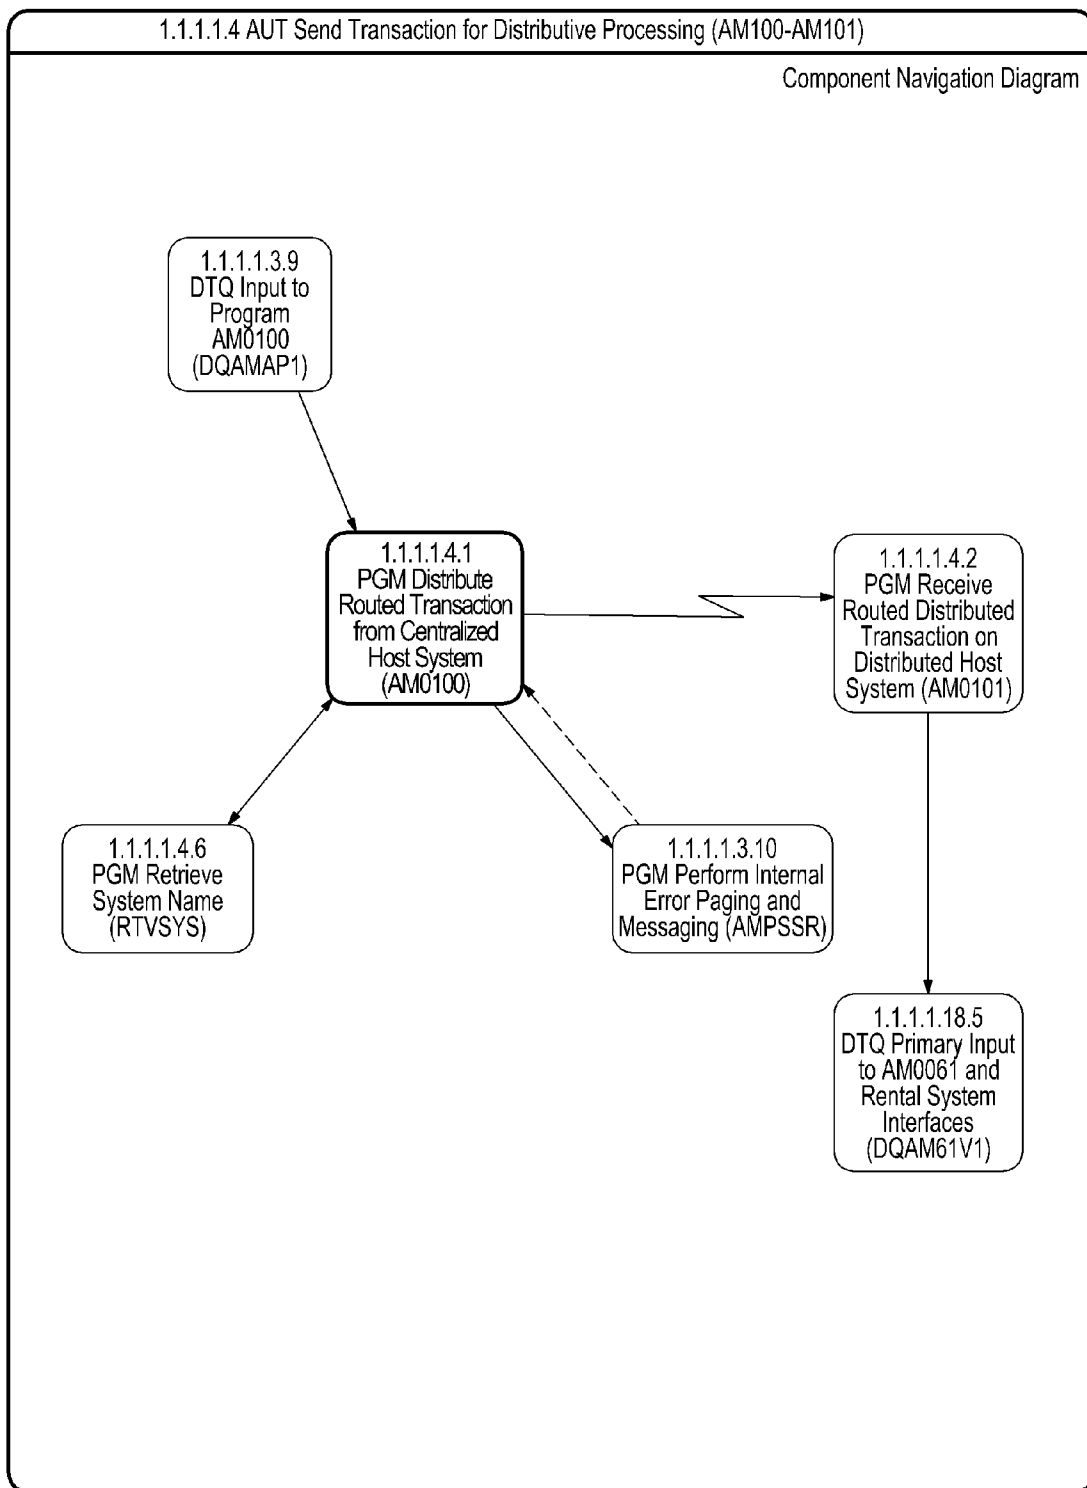 1.1.1.1.4 AUT Send Transaction for Distributive Processing (AM100-AM101)
Component Navigation Diagram
1.1.1.1.3.9
DTQ Input to
Program
AM0100
(DQAMAP1)
1.1.1.1.4.1
PGM Distribute
Routed Transaction
from Centralized
Host System
(AM0100)
1.1.1.1.4.2
PGM Receive
Routed Distributed
Transaction on
Distributed Host
System (AM0101)
1.1.1.1.4.6
PGM Retrieve
System Name
(RTVSYS)
1.1.1.1.3.10
PGM Perform Internal
Error Paging and
Messaging (AMPSSR)
1.1.1.1.18.5
DTQ Primary Input
to AM0061 and
Rental System
Interfaces
(DQAM61V1)